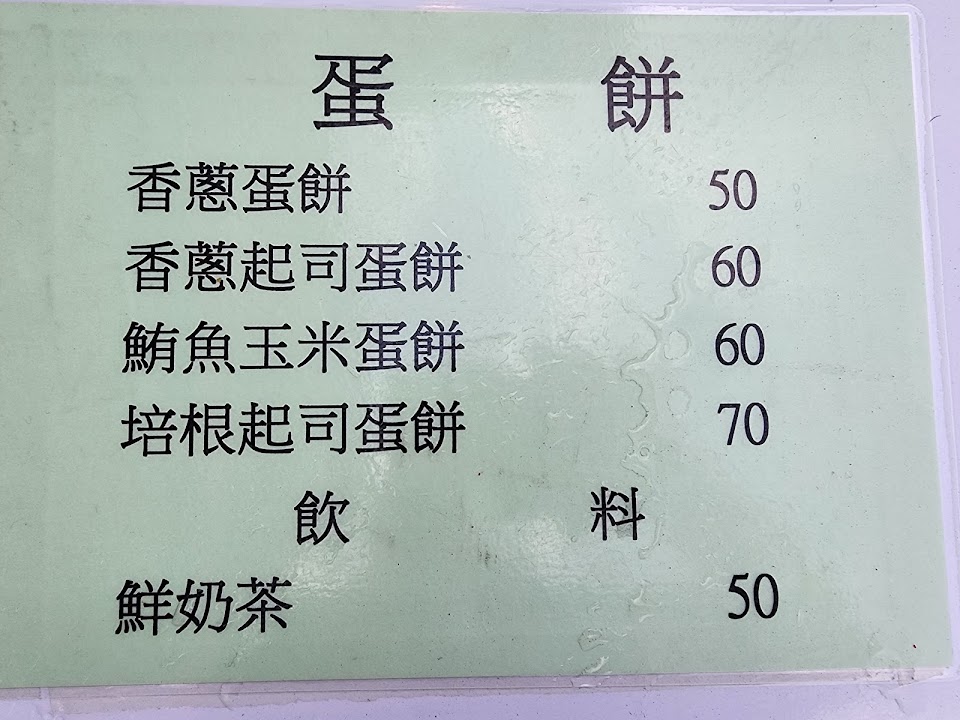 蛋 餅
香蔥蛋餅 50
香蔥起司蛋餅 60
鮪魚玉米蛋餅 60
培根起司蛋餅 70
飲 料
鮮奶茶 50